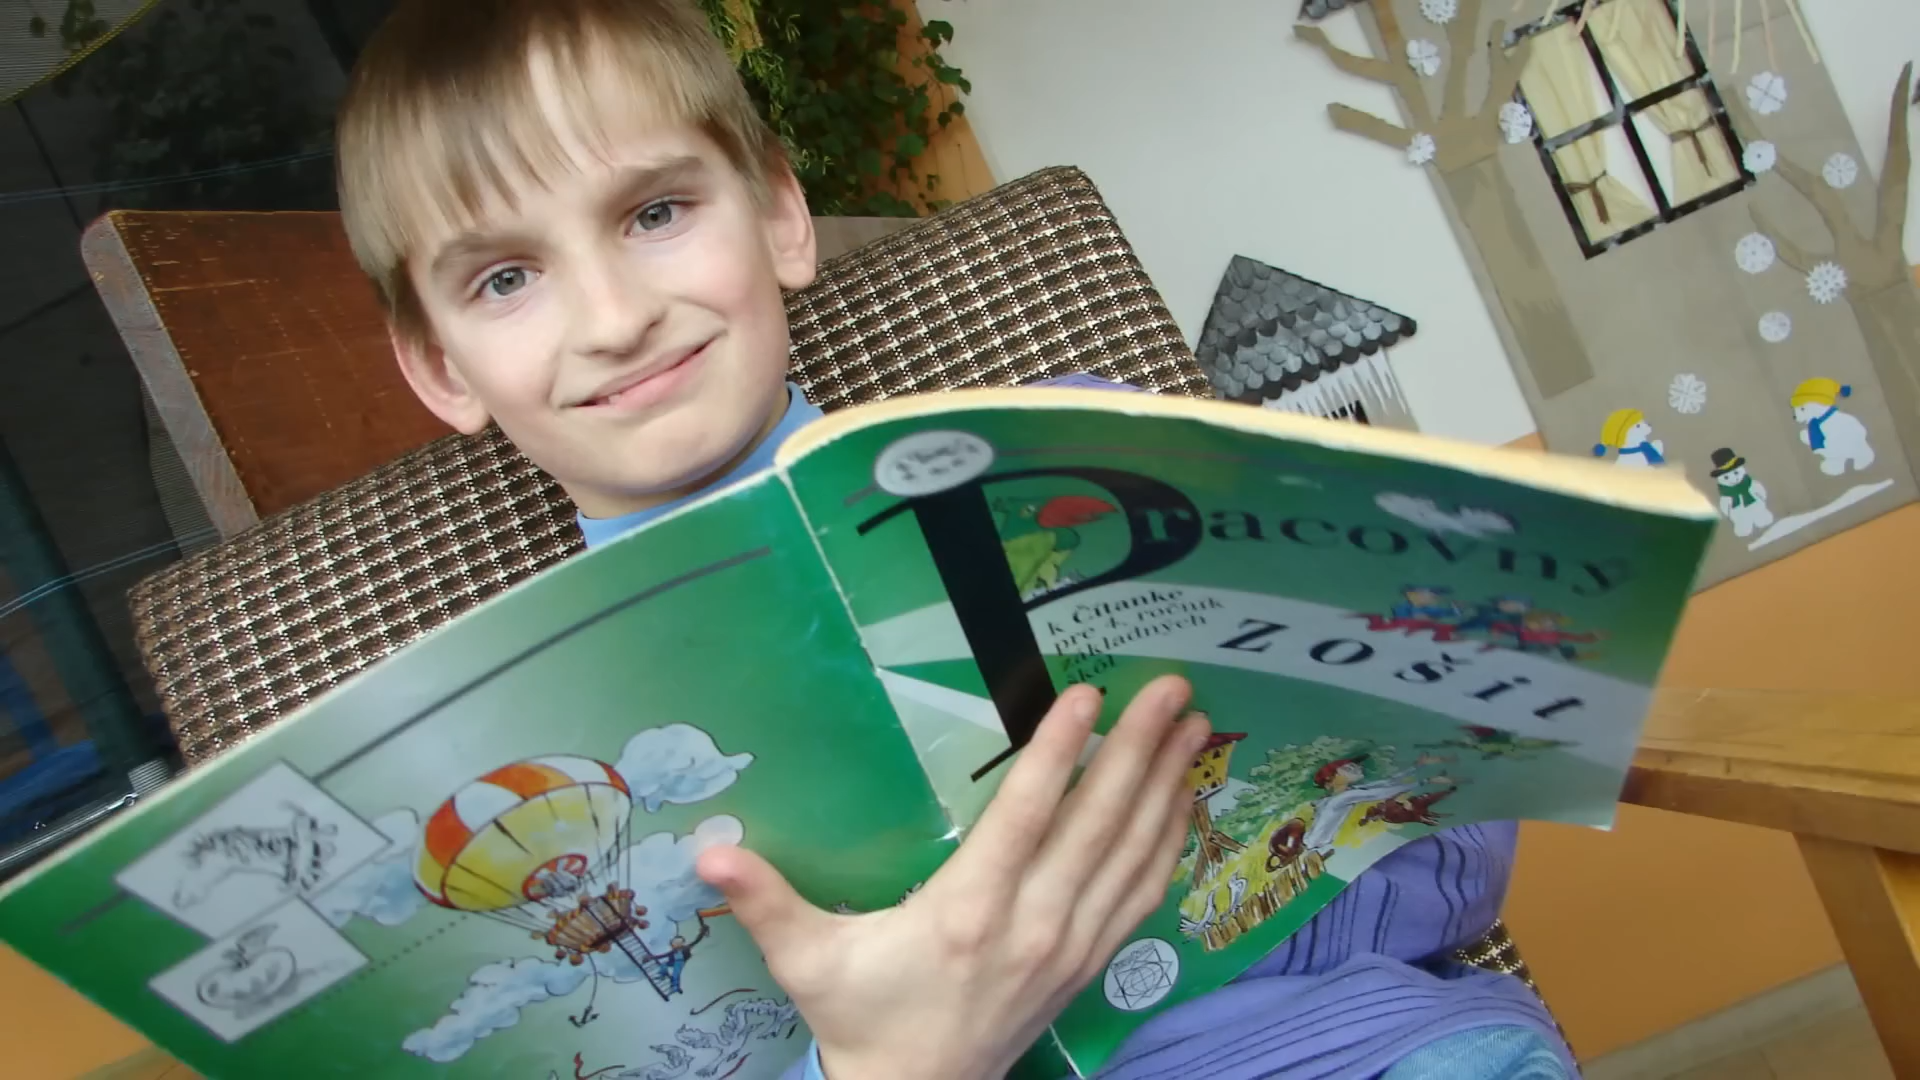 Pracovný
zošit
k Čítanke
pre 4. ročník
základných
škôl